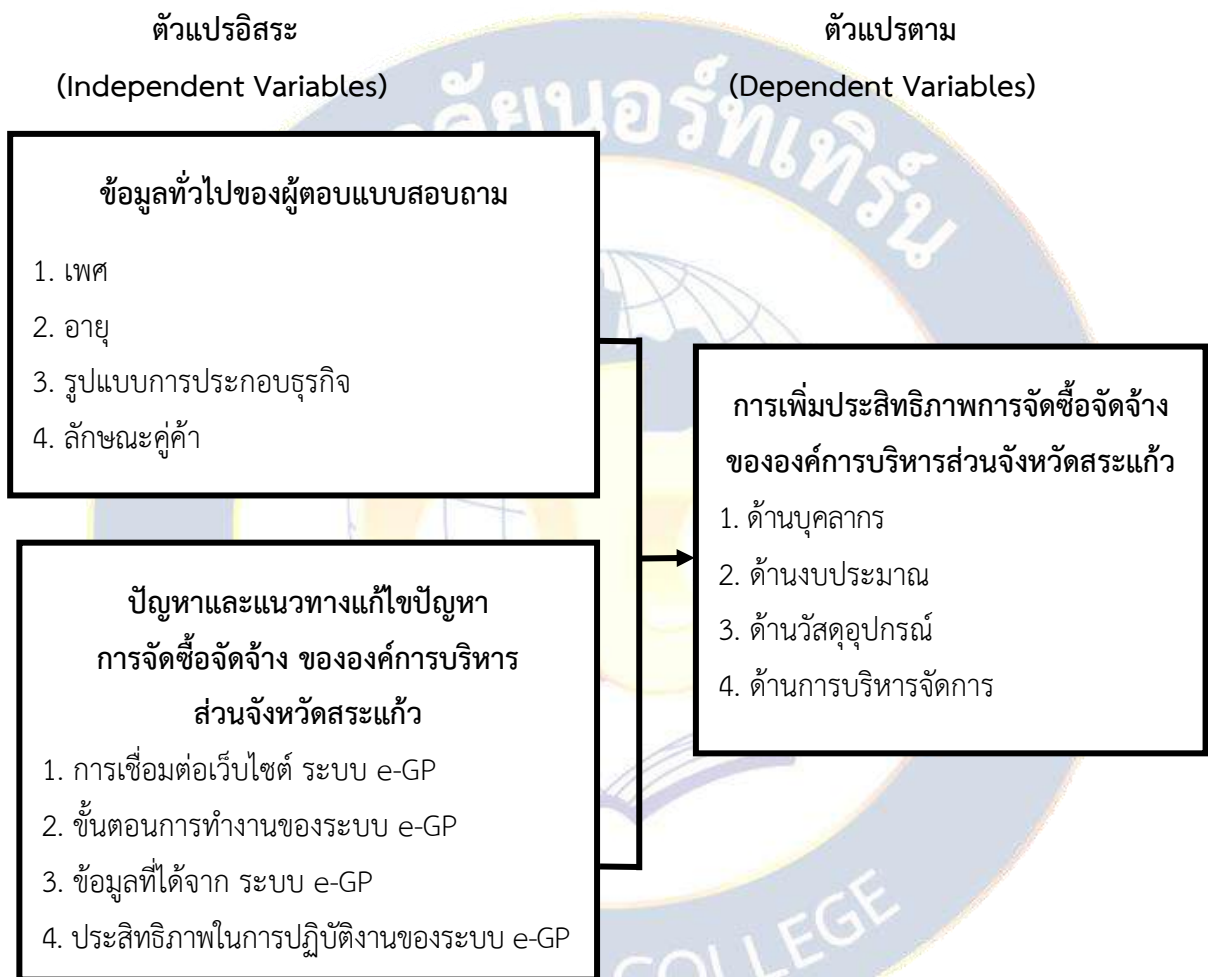 ตัวแปรอิสระ
(Independent Variables)
ตัวแปรตาม
(Dependent Variables)
ลัยนอร์ทเทิร์น
ข้อมูลทั่วไปของผู้ตอบแบบสอบถาม
1. เพศ
2. อายุ
3. รูปแบบการประกอบธุรกิจ
4. ลักษณะคู่ค้า
ปัญหาและแนวทางแก้ไขปัญหา
การจัดซื้อจัดจ้าง ขององค์การบริหาร
ส่วนจังหวัดสระแก้ว
1. การเชื่อมต่อเว็บไซต์ ระบบ e-GP
2. ขั้นตอนการทำงานของระบบ e-GP
3. ข้อมูลที่ได้จาก ระบบ e-GP
4. ประสิทธิภาพในการปฏิบัติงานของระบบ e-GP
การเพิ่มประสิทธิภาพการจัดซื้อจัดจ้าง
ขององค์การบริหารส่วนจังหวัดสระแก้ว
1. ด้านบุคลากร
2. ด้านงบประมาณ
3. ด้านวัสดุอุปกรณ์
4. ด้านการบริหารจัดการ
COLLEGE